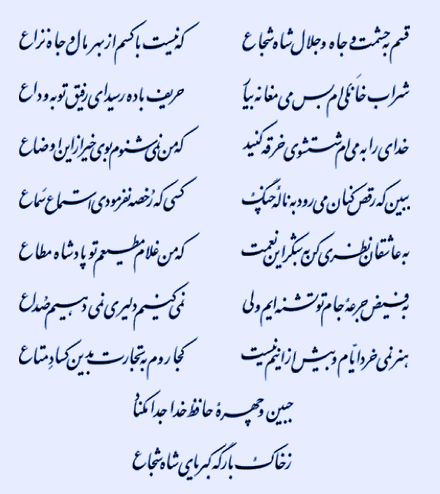 قسم به حشمت و جاه و جلال شاه شجاع که نیست با کسم از بهر مال و جاه نزاع
شراب خانگیم بس می مغانه بیار حریف باده رسید ای رفیق توبه وداع
خدای را به می‌ام شستشوی خرقه کنید که من نمی‌شنوم بوی خیر از این اوضاع
ببین که رقص کنان می‌رود به ناله چنگ کسی که رخصه نفرمودی استماع سماع
به عاشقان نظری کن به شکر این نعمت که من غلام مطیعم تو پادشاه مطاع
به فیض جرعه جام تو تشنه‌ایم ولی نمی‌کنیم دلیری نمی‌دهیم صداع
هنر نمی‌خرد ایام و بیش از اینم نیست کجا روم به تجارت بدین کساد متاع
جبین و چهره حافظ خدا جدا مکناد
ز خاک بارگه کبریای شاه شجاع